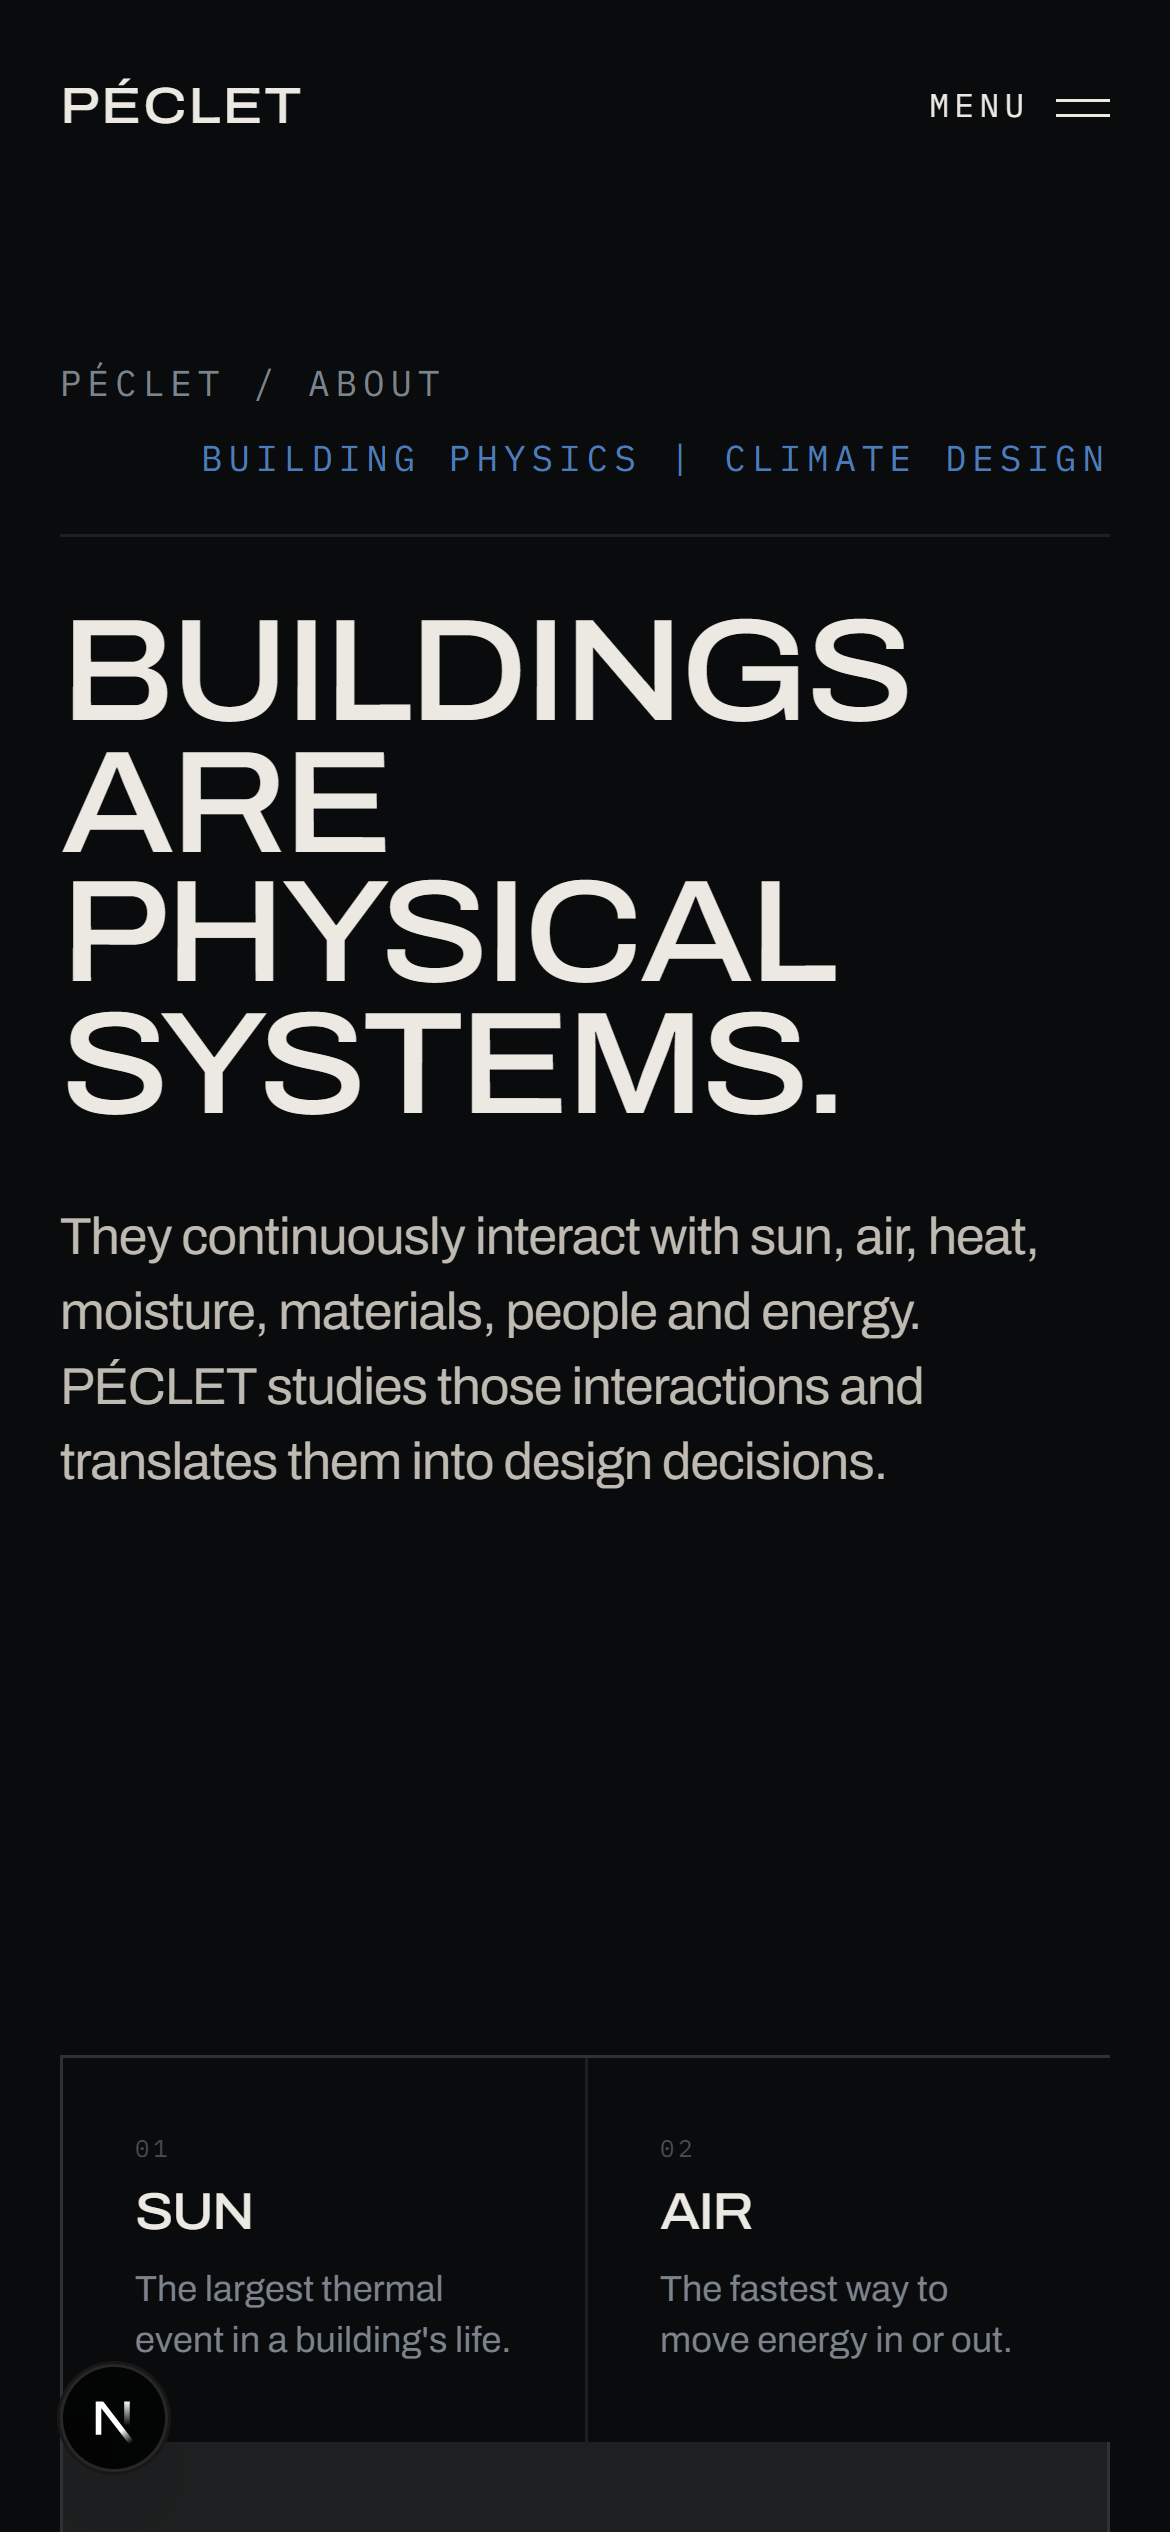 PÉCLET
MENU
PÉCLET / ABOUT
BUILDING PHYSICS | CLIMATE DESIGN
BUILDINGS
ARE
PHYSICAL
SYSTEMS.
They continuously interact with sun, air, heat,
moisture, materials, people and energy.
PÉCLET studies those interactions and
translates them into design decisions.
01
SUN
The largest thermal
event in a building's life.
02
AIR
The fastest way to
move energy in or out.
N